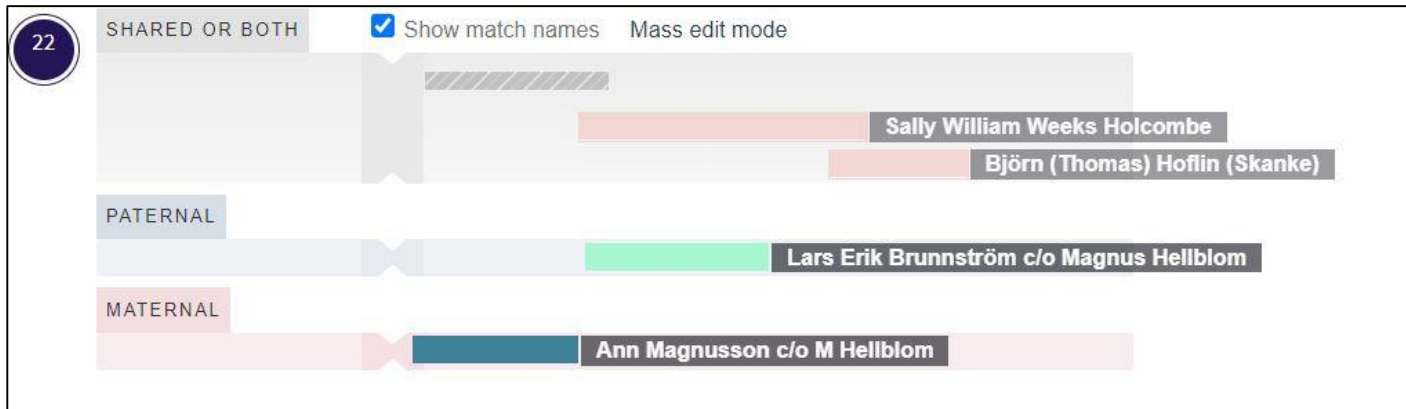 22
SHARED OR BOTH Show match names Mass edit mode
Sally William Weeks Holcombe
Björn (Thomas) Hoflin (Skanke)
PATERNAL
Lars Erik Brunnström c/o Magnus Hellblom
MATERNAL
Ann Magnusson c/o M Hellblom